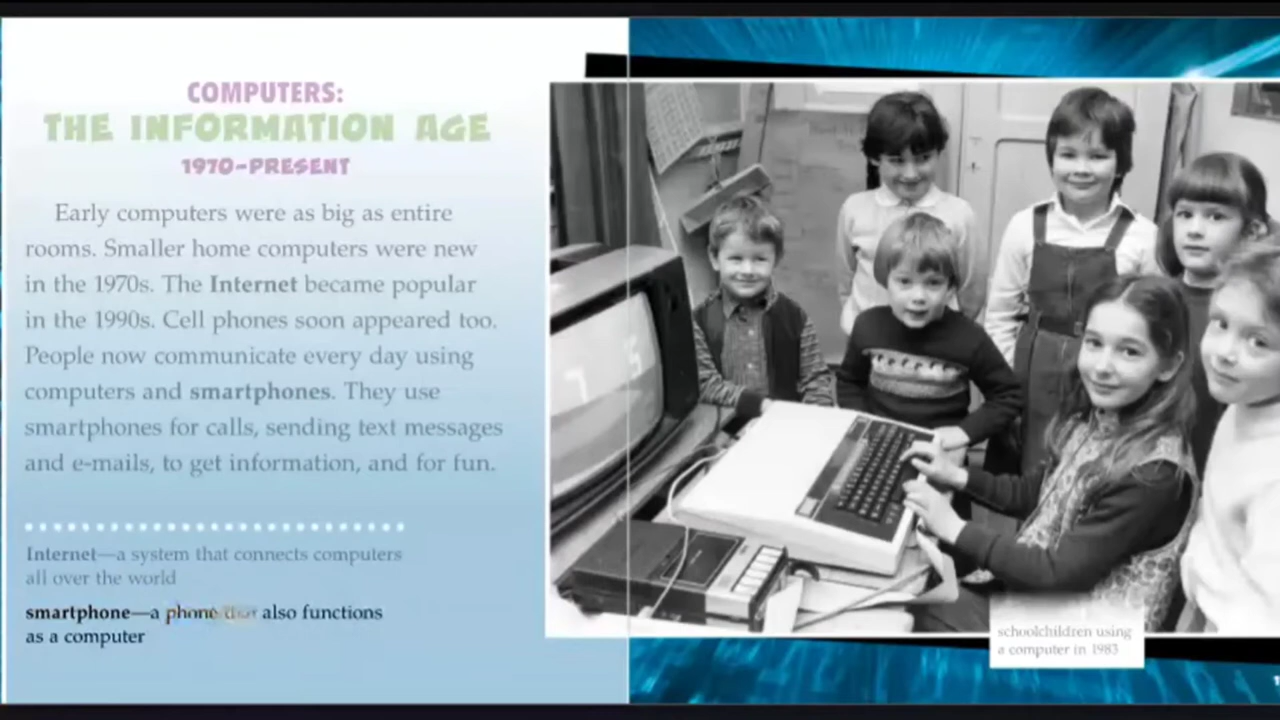 COMPUTERS:
THE INFORMATION AGE
1970–PRESENT
Early computers were as big as entire
rooms. Smaller home computers were new
in the 1970s. The Internet became popular
in the 1990s. Cell phones soon appeared too.
People now communicate every day using
computers and smartphones. They use
smartphones for calls, sending text messages
and e-mails, to get information, and for fun.
Internet—a system that connects computers
all over the world
smartphone—a phone that also functions
as a computer
7 5
schoolchildren using
a computer in 1983